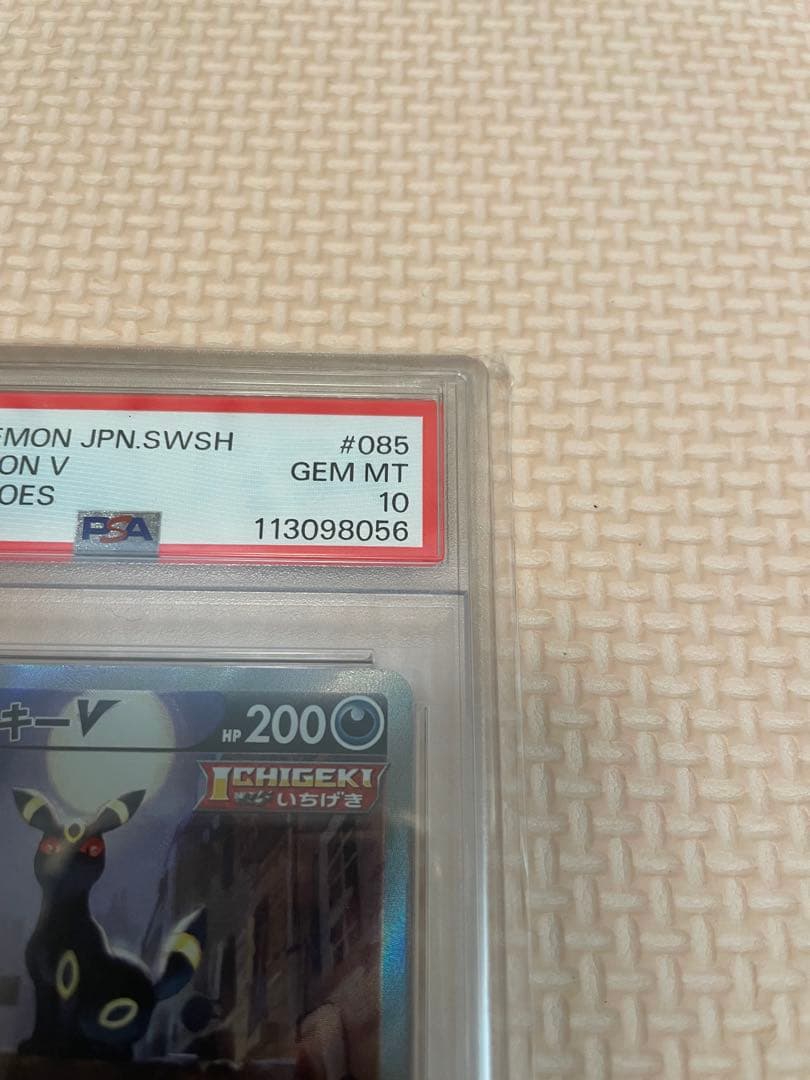 EMON JPN.SWSH #085
ON V GEM MT
OES 10
PSA 113098056
キーV HP 200
ICHIGEKI
いちげき